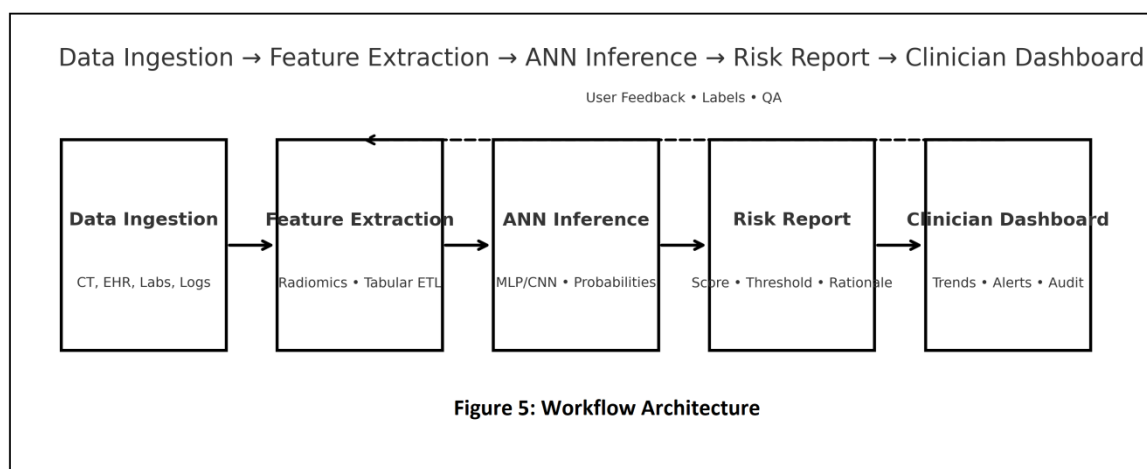 Data Ingestion → Feature Extraction → ANN Inference → Risk Report → Clinician Dashboard
User Feedback • Labels • QA
Data Ingestion
CT, EHR, Labs, Logs
Feature Extraction
Radiomics • Tabular ETL
ANN Inference
MLP/CNN • Probabilities
Risk Report
Score • Threshold • Rationale
Clinician Dashboard
Trends • Alerts • Audit
Figure 5: Workflow Architecture